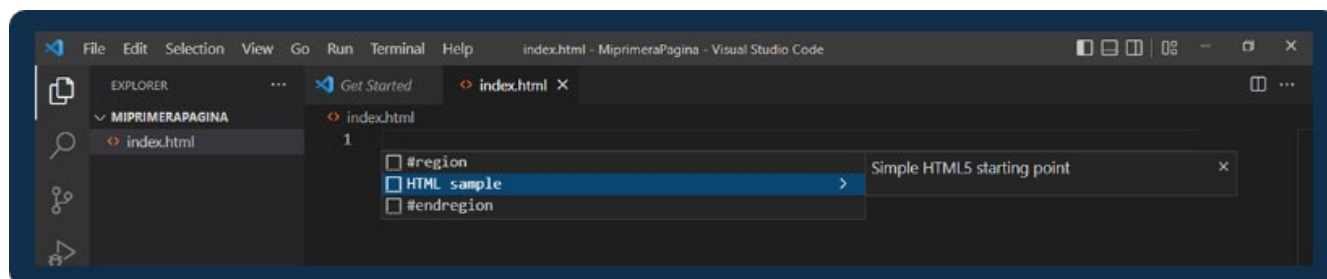 File Edit Selection View Go Run Terminal Help index.html - MiprimeraPagina - Visual Studio Code
EXPLORER ··· Get Started index.html
MIPRIMERAPAGINA index.html
index.html 1
#region Simple HTML5 starting point
HTML sample
#endregion